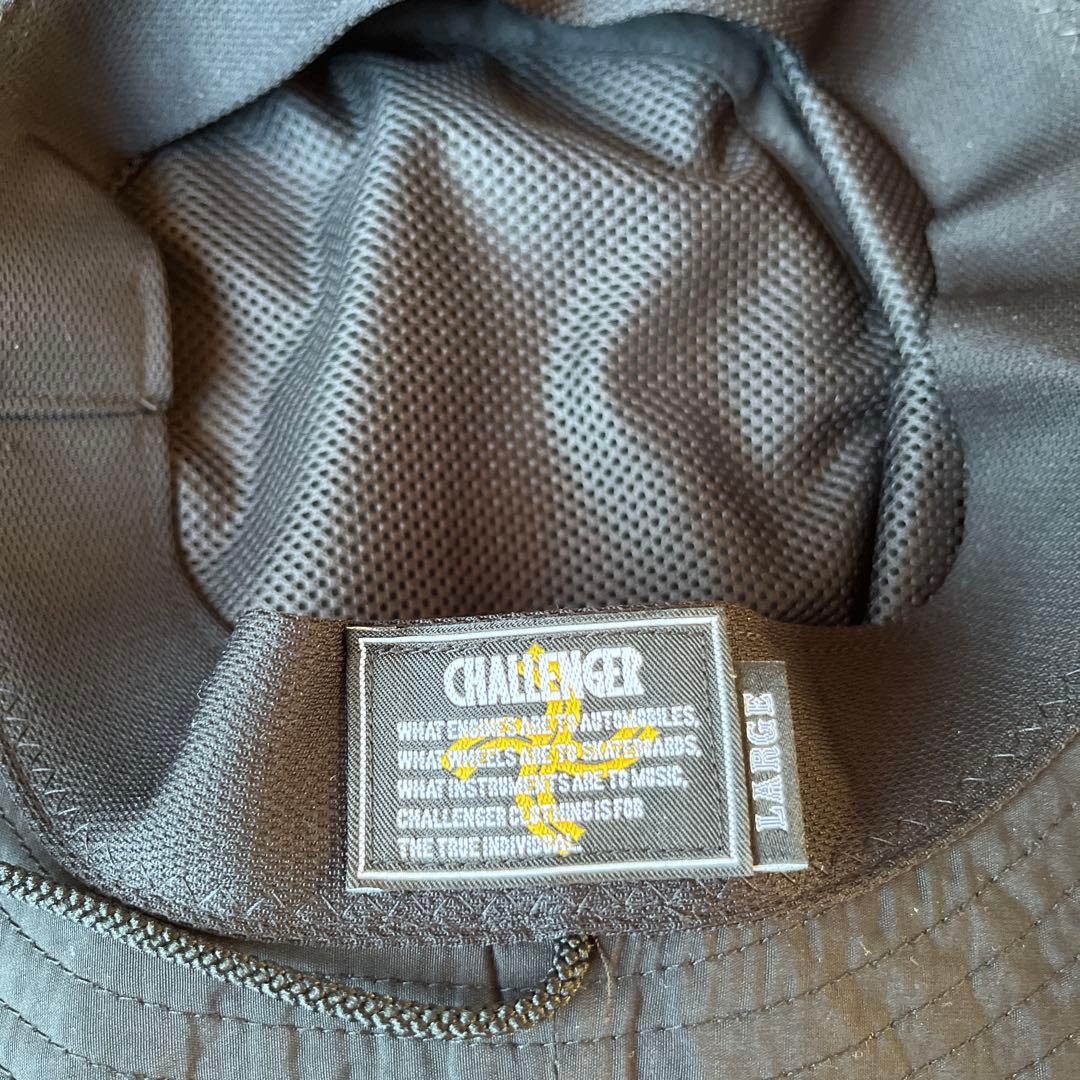 CHALLENGER
WHAT ENGINES ARE TO AUTOMOBILES,
WHAT WHEELS ARE TO SKATEBOARDS,
WHAT INSTRUMENTS ARE TO MUSIC,
CHALLENGER CLOTHING IS FOR
THE TRUE INDIVIDUAL.
LARGE